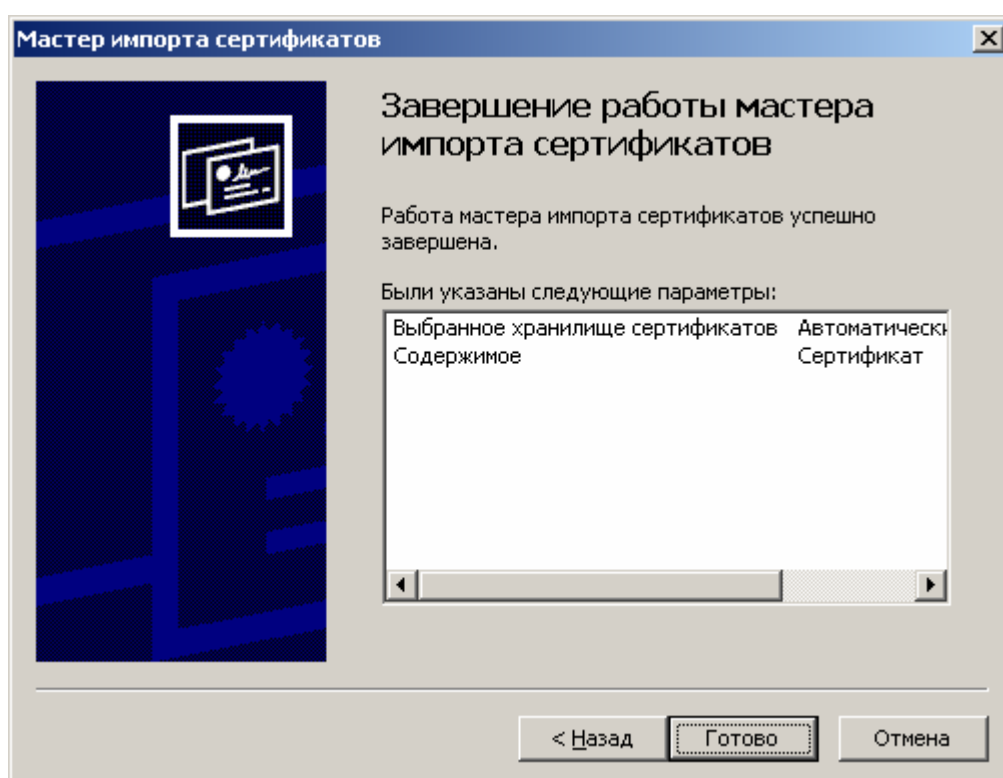 Мастер импорта сертификатов
Завершение работы мастера
импорта сертификатов
Работа мастера импорта сертификатов успешно
завершена.
Были указаны следующие параметры:
Выбранное хранилище сертификатов Автоматически
Содержимое Сертификат
< Назад Готово Отмена